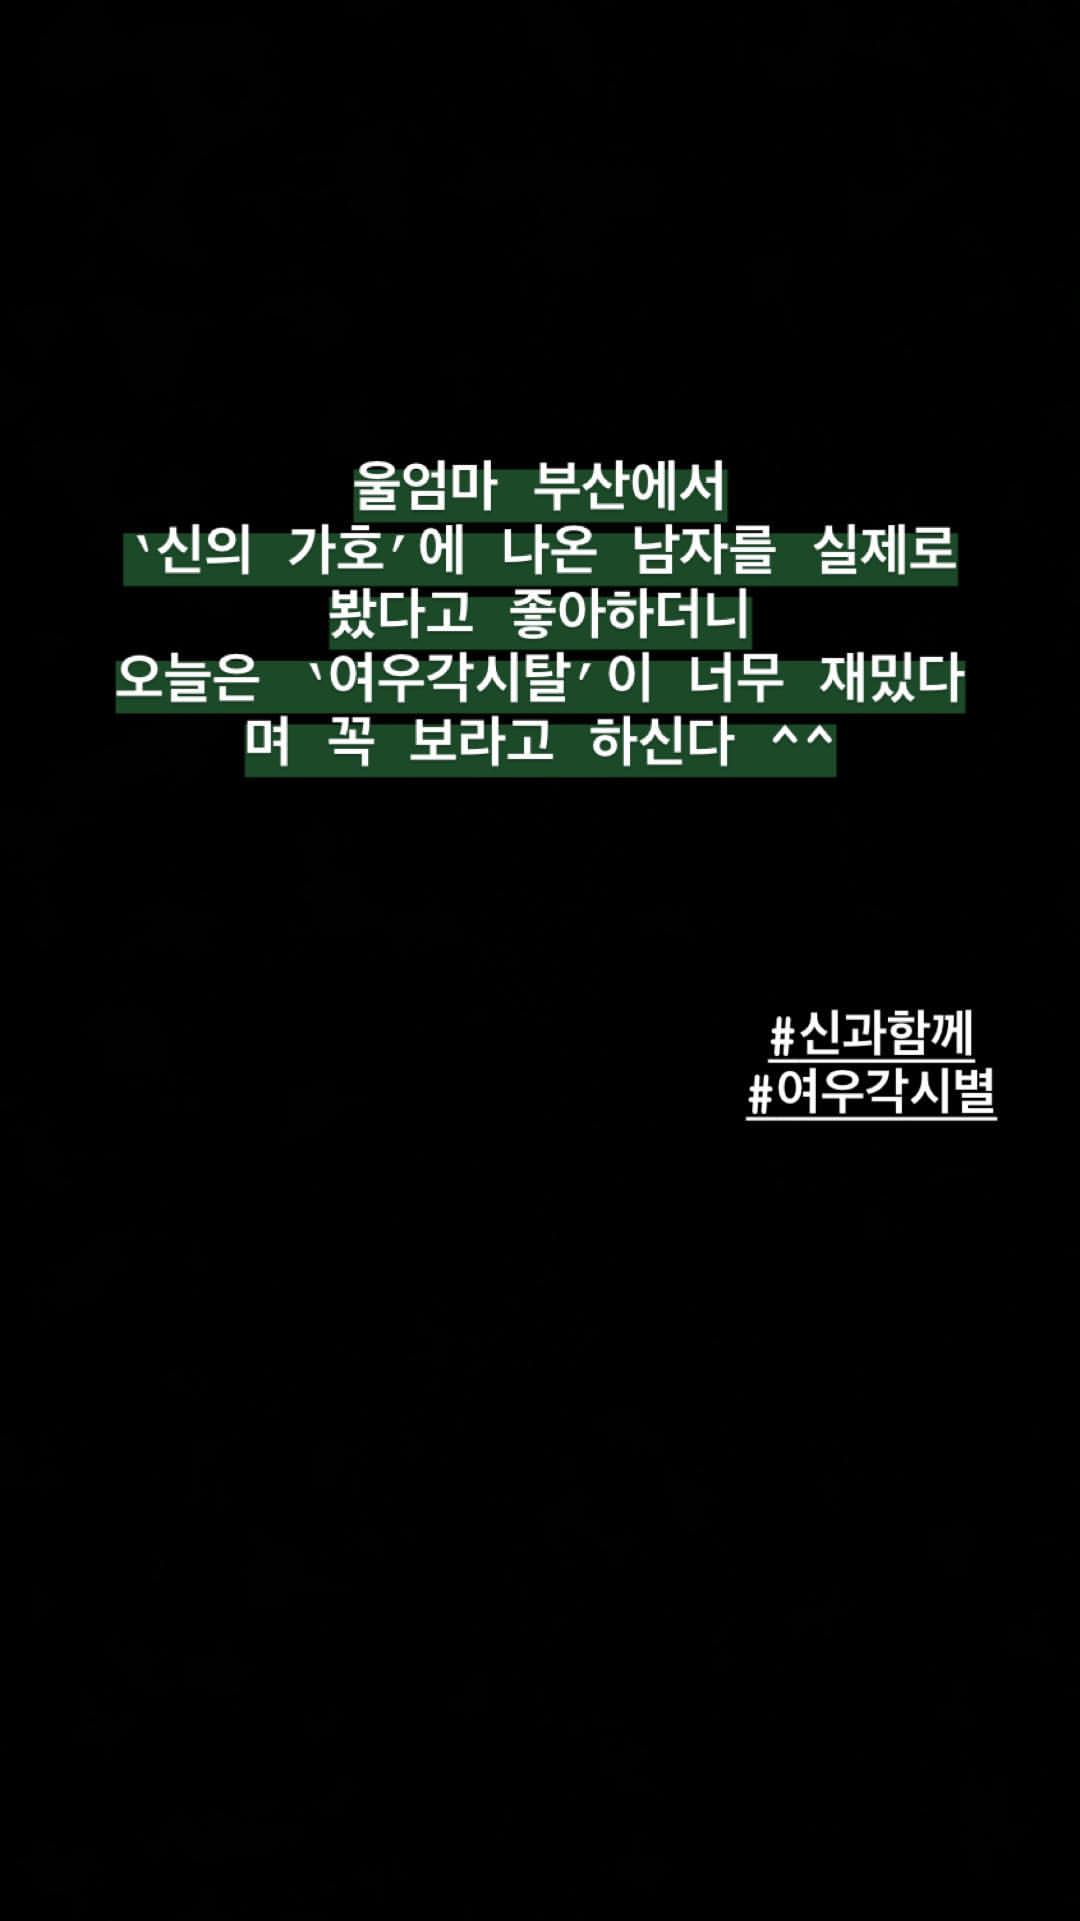 울엄마 부산에서
‘신의 가호’에 나온 남자를 실제로
봤다고 좋아하더니
오늘은 ‘여우각시탈’이 너무 재밌다
며 꼭 보라고 하신다 ^^
#신과함께
#여우각시별